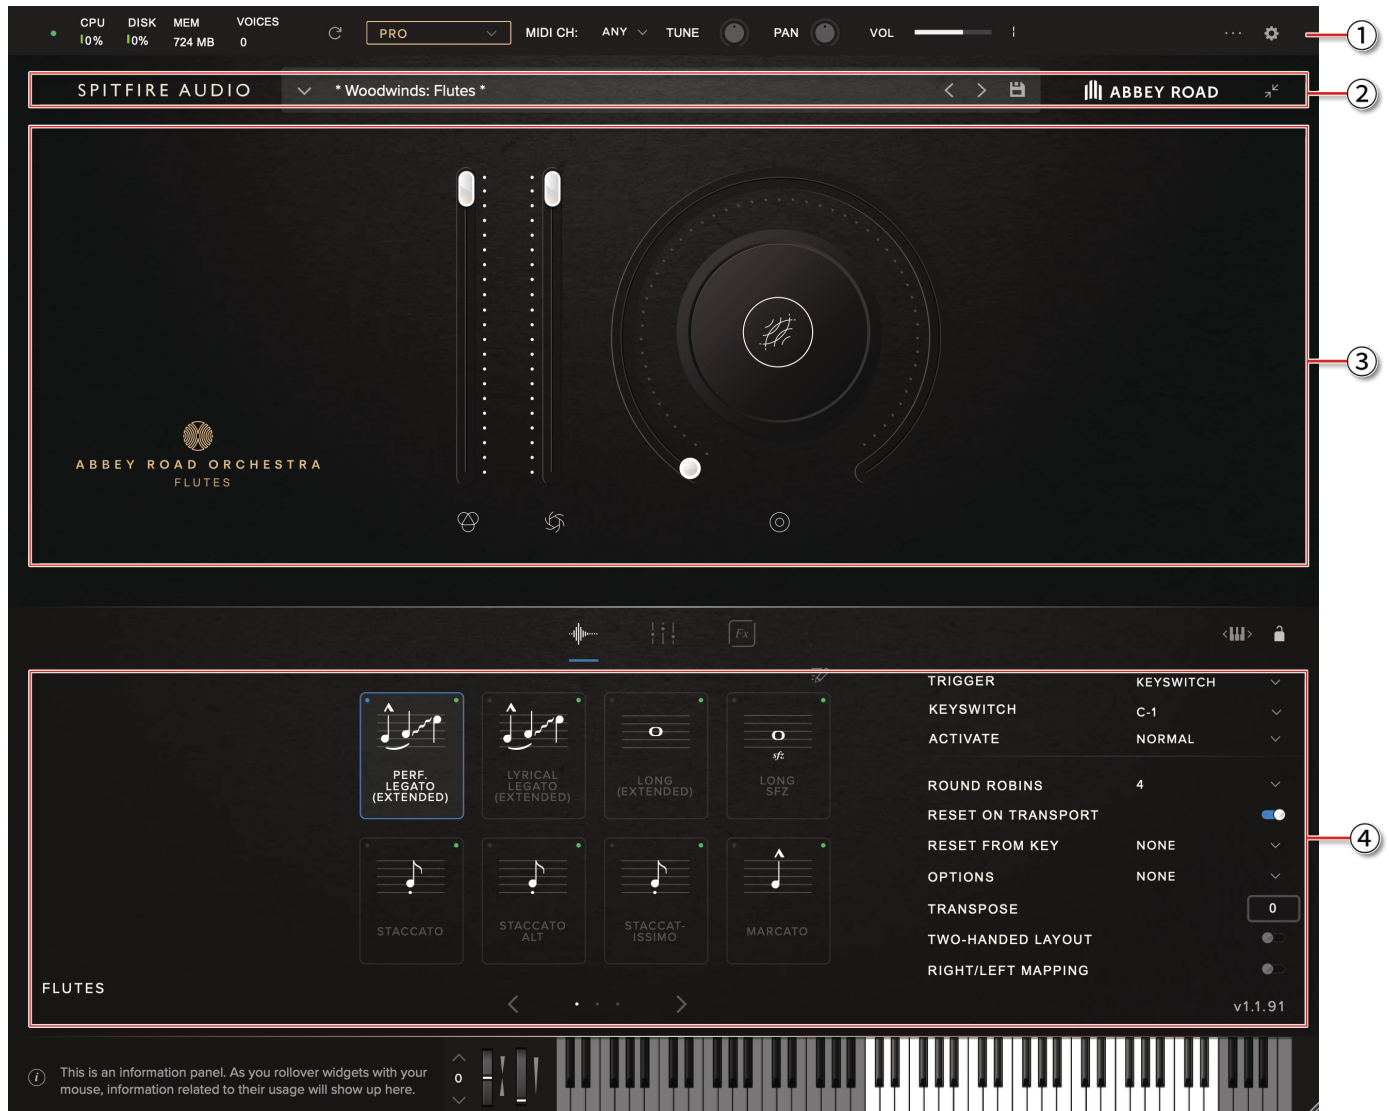 CPU DISK MEM VOICES
0% 0% 724 MB 0
PRO MIDI CH: ANY TUNE PAN VOL ... 1
SPITFIRE AUDIO * Woodwinds: Flutes * ABBEY ROAD 2
3
ABBEY ROAD ORCHESTRA
FLUTES
Fx
PERF. LEGATO (EXTENDED)
LYRICAL LEGATO (EXTENDED)
LONG (EXTENDED)
sfz
LONG SFZ
STACCATO
STACCATO ALT
STACCAT-ISSIMO
MARCATO
FLUTES
TRIGGER KEYSWITCH
KEYSWITCH C-1
ACTIVATE NORMAL
ROUND ROBINS 4
RESET ON TRANSPORT
4
RESET FROM KEY NONE
OPTIONS NONE
TRANSPOSE 0
TWO-HANDED LAYOUT
RIGHT/LEFT MAPPING
v1.1.91
This is an information panel. As you rollover widgets with your
mouse, information related to their usage will show up here.
0